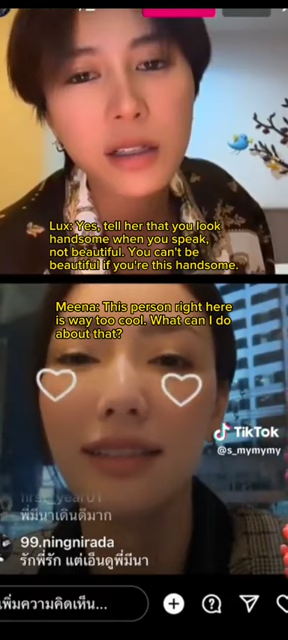 Lux: Yes, tell her that you look
handsome when you speak,
not beautiful. You can't be
beautiful if you're this handsome.
Meena: This person right here
is way too cool. What can I do
about that?
TikTok
@s_mymymy
พี่มีนาเดินดีมาก
99.ningnirada
รักพี่รัก แต่เอ็นดูพี่มีนา
เพิ่มความคิดเห็น...